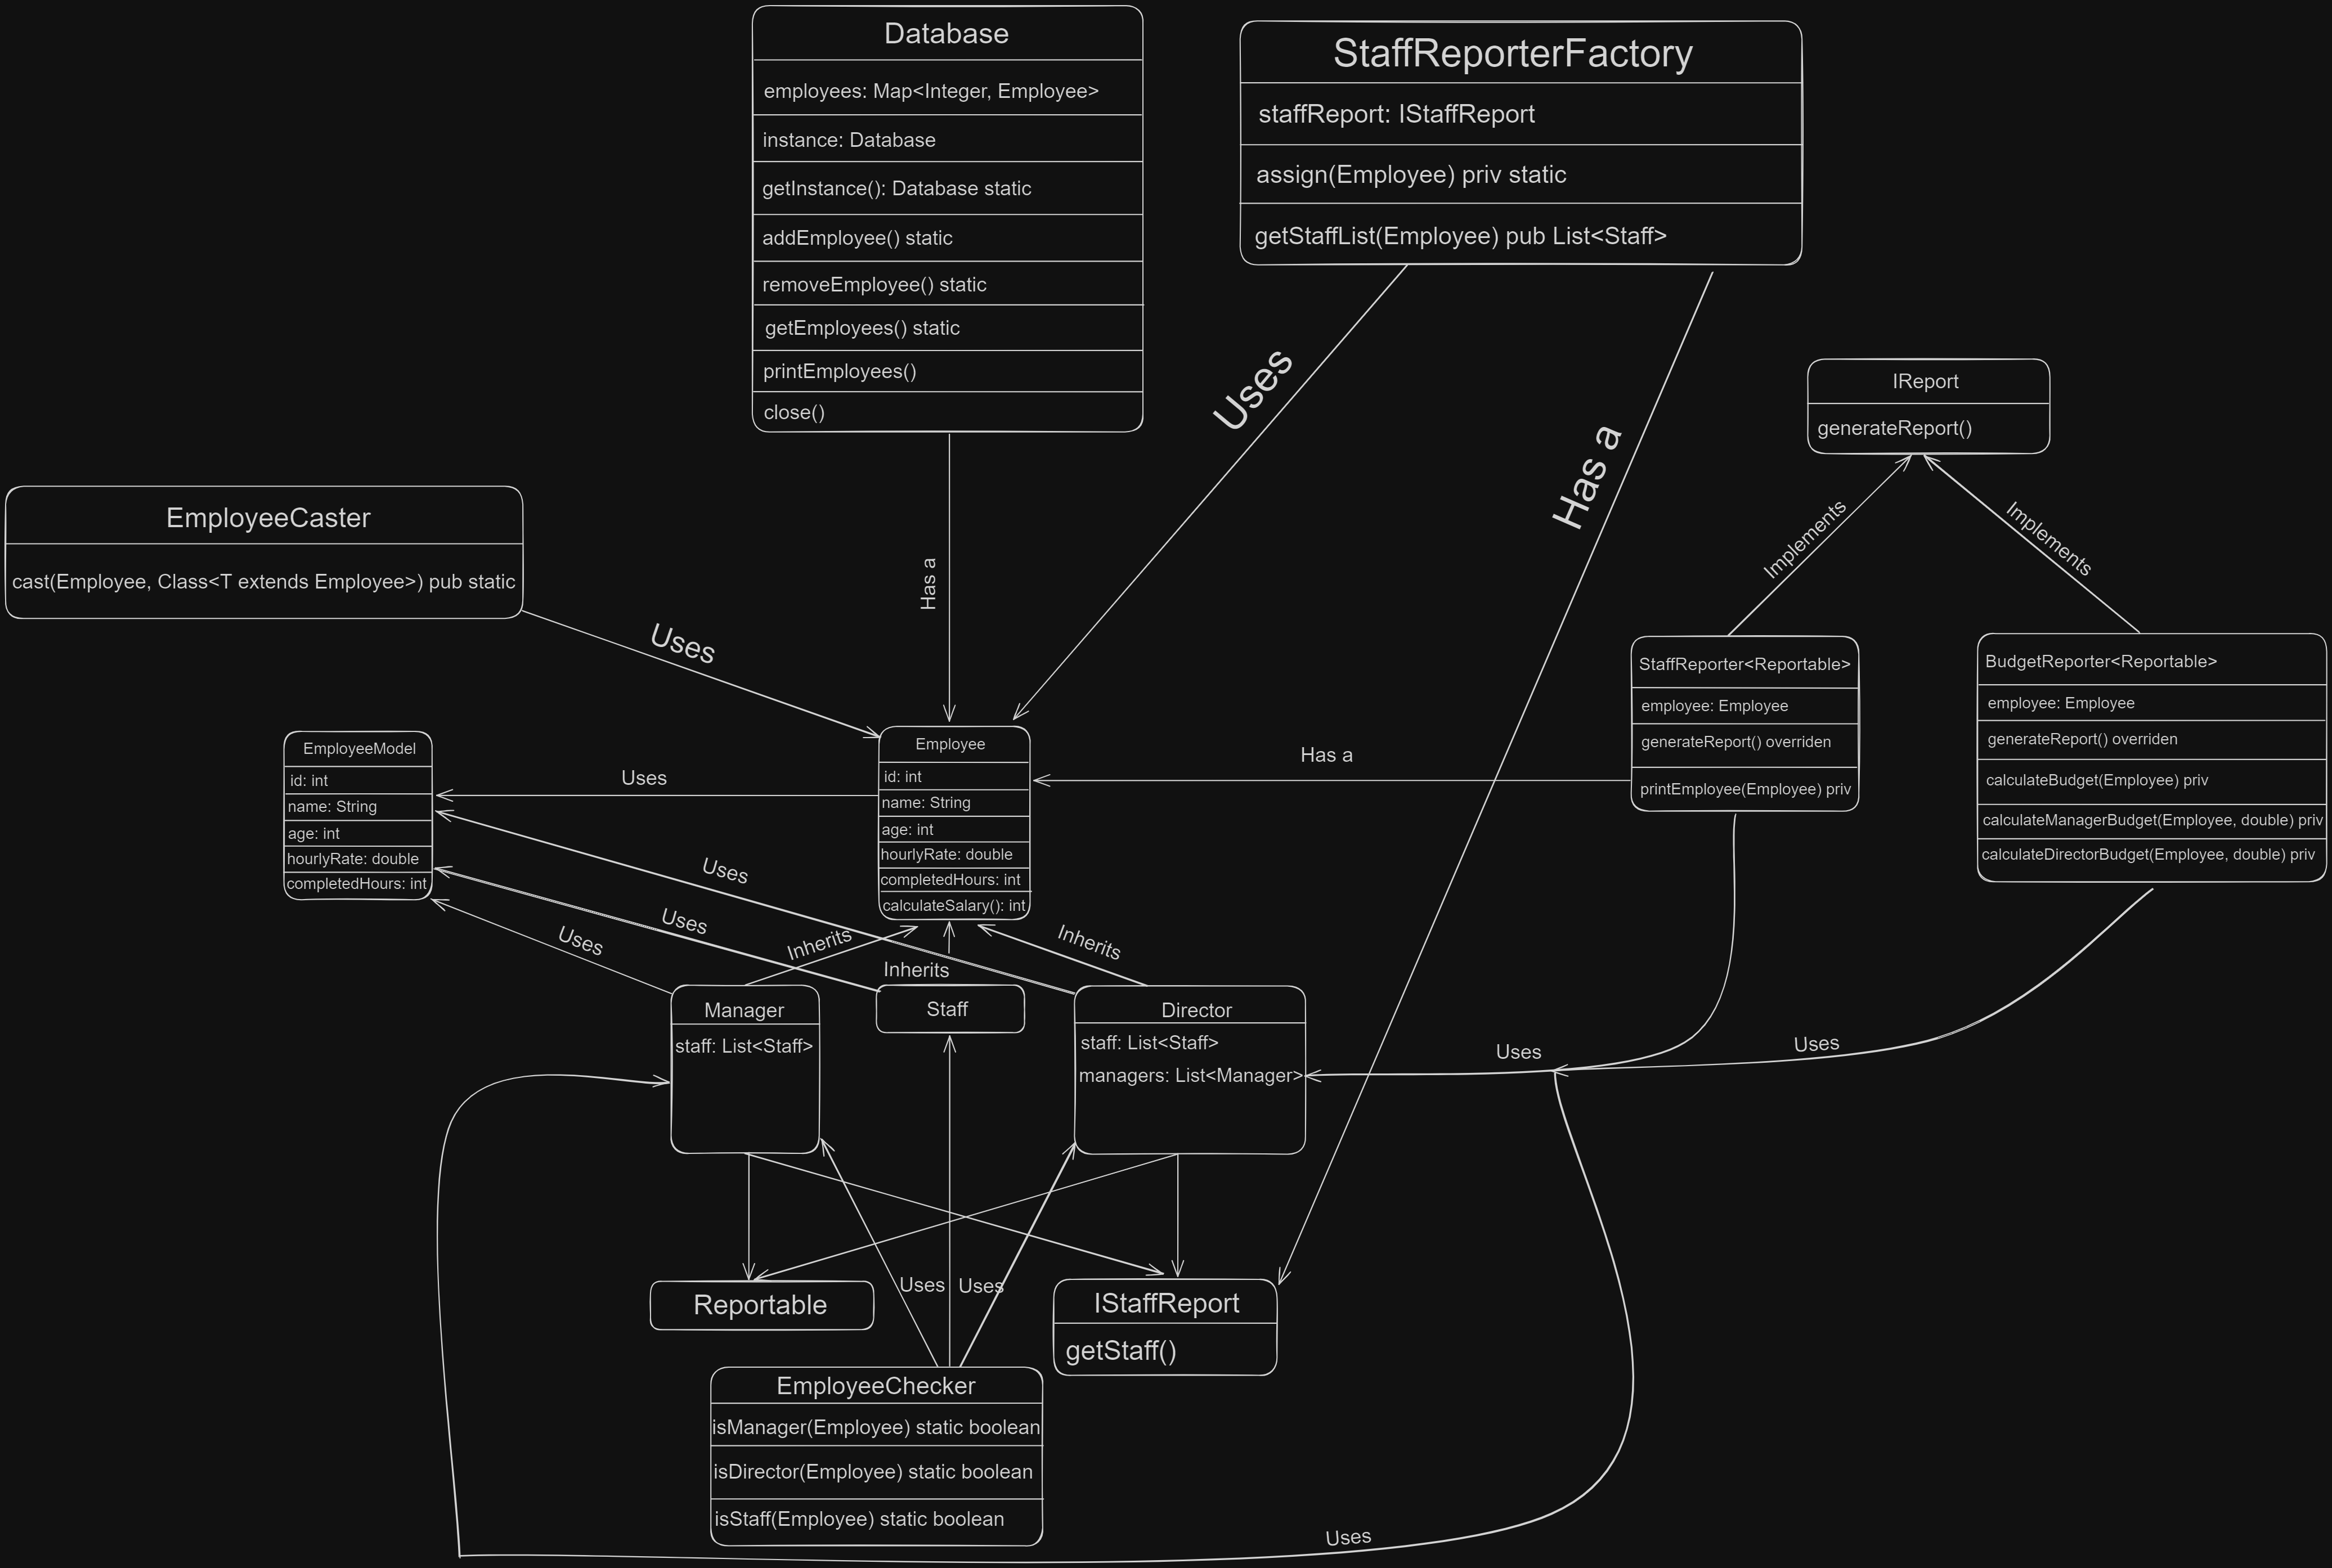 Database
employees: Map<Integer, Employee>
instance: Database
getInstance(): Database static
addEmployee() static
removeEmployee() static
getEmployees() static
printEmployees()
close()
StaffReporterFactory
staffReport: IStaffReport
assign(Employee) priv static
getStaffList(Employee) pub List<Staff>
IReport
generateReport()
Uses
Has a
EmployeeCaster
cast(Employee, Class<T extends Employee>) pub static
Uses
Has a
Implements
Implements
EmployeeModel
id: int
name: String
age: int
hourlyRate: double
completedHours: int
Uses
Employee
id: int
name: String
age: int
hourlyRate: double
completedHours: int
calculateSalary(): int
Has a
StaffReporter<Reportable>
employee: Employee
generateReport() overriden
printEmployee(Employee) priv
BudgetReporter<Reportable>
employee: Employee
generateReport() overriden
calculateBudget(Employee) priv
calculateManagerBudget(Employee, double) priv
calculateDirectorBudget(Employee, double) priv
Uses
Uses
Uses
Inherits
Inherits
Inherits
Manager
staff: List<Staff>
Staff
Director
staff: List<Staff>
managers: List<Manager>
Uses
Uses
Uses
Uses
Reportable
IStaffReport
getStaff()
EmployeeChecker
isManager(Employee) static boolean
isDirector(Employee) static boolean
isStaff(Employee) static boolean
Uses